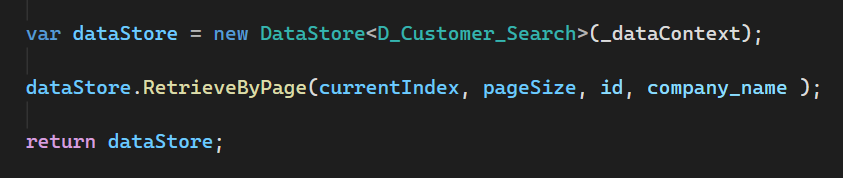 var dataStore = new DataStore<D_Customer_Search>(_dataContext);
dataStore.RetrieveByPage(currentIndex, pageSize, id, company_name );
return dataStore;